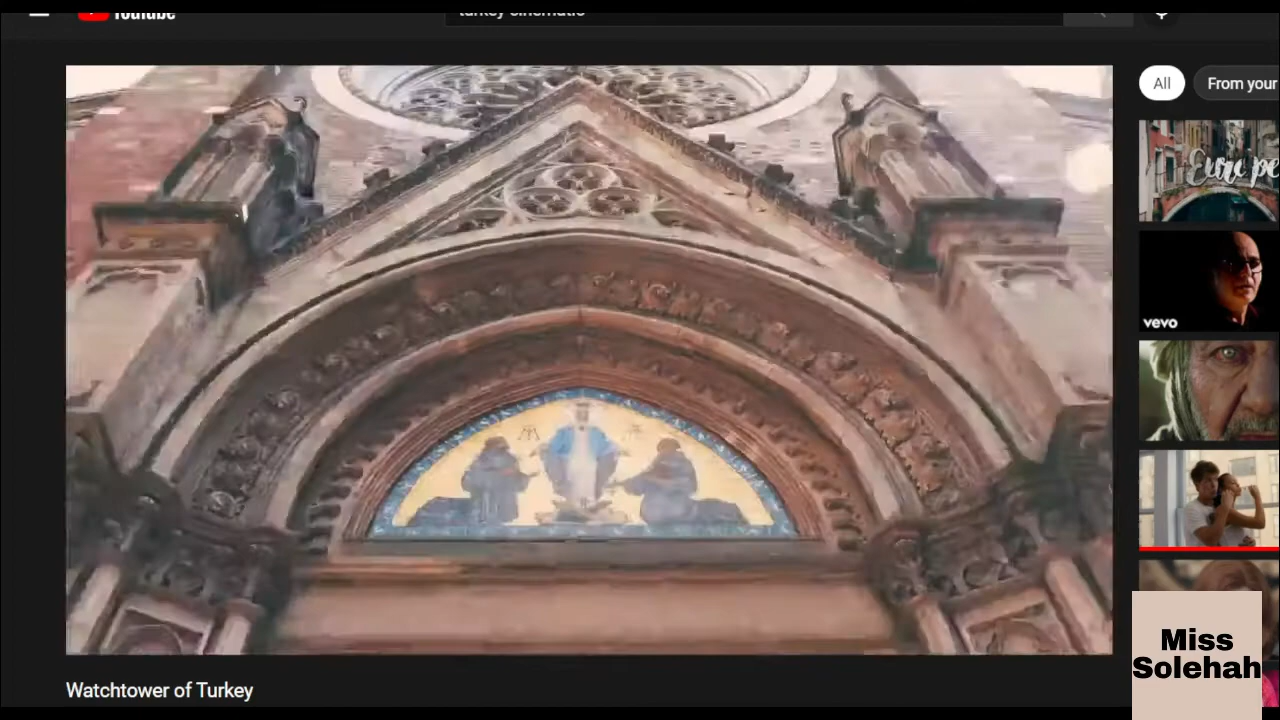 YouTube
turkey cinematic
All
From your
Europe
vevo
Watchtower of Turkey
Miss
Solehah